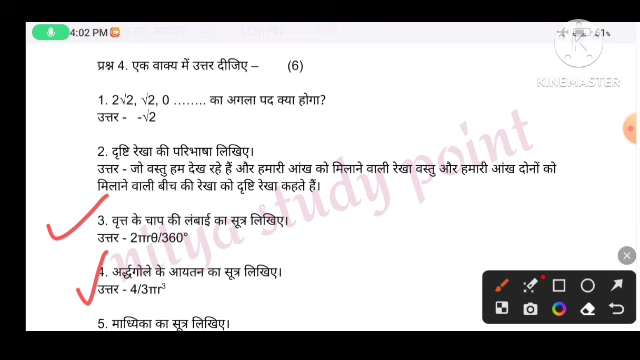 4:02 PM
61%
KINEMASTER
प्रश्न 4. एक वाक्य में उत्तर दीजिए – (6)
1. 2√2, √2, 0 …….. का अगला पद क्या होगा?
उत्तर - -√2
2. दृष्टि रेखा की परिभाषा लिखिए।
उत्तर - जो वस्तु हम देख रहे हैं और हमारी आंख को मिलाने वाली रेखा वस्तु और हमारी आंख दोनों को
मिलाने वाली बीच की रेखा को दृष्टि रेखा कहते हैं।
3. वृत्त के चाप की लंबाई का सूत्र लिखिए।
उत्तर - 2πrθ/360°
4. अर्द्धगोले के आयतन का सूत्र लिखिए।
उत्तर - 4/3πr³
5. माध्यिका का सूत्र लिखिए।
nitya study point